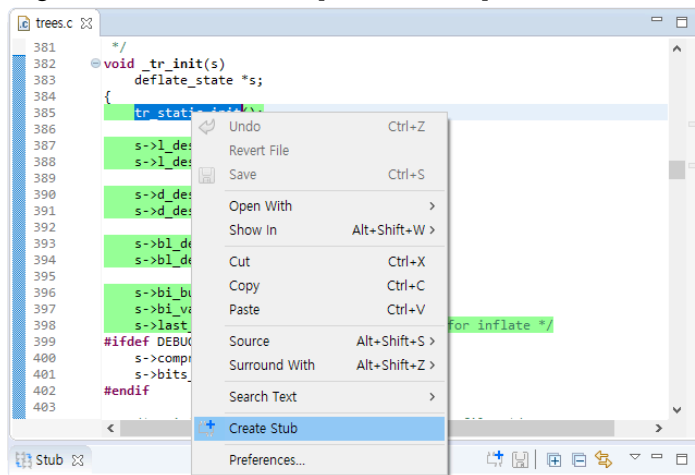 trees.c
381 */
382 void _tr_init(s)
383 deflate_state *s;
384 {
385 tr_static_init();
386
387 s->l_des
388 s->l_des
389
390 s->d_des
391 s->d_des
392
393 s->bl_de
394 s->bl_de
395
396 s->bi_bu
397 s->bi_va
398 s->last_ for inflate */
399 #ifdef DEBUG
400 s->compr
401 s->bits_
402 #endif
403
Undo Ctrl+Z
Revert File
Save Ctrl+S
Open With >
Show In Alt+Shift+W >
Cut Ctrl+X
Copy Ctrl+C
Paste Ctrl+V
Source Alt+Shift+S >
Surround With Alt+Shift+Z >
Search Text >
Create Stub
Preferences...
Stub